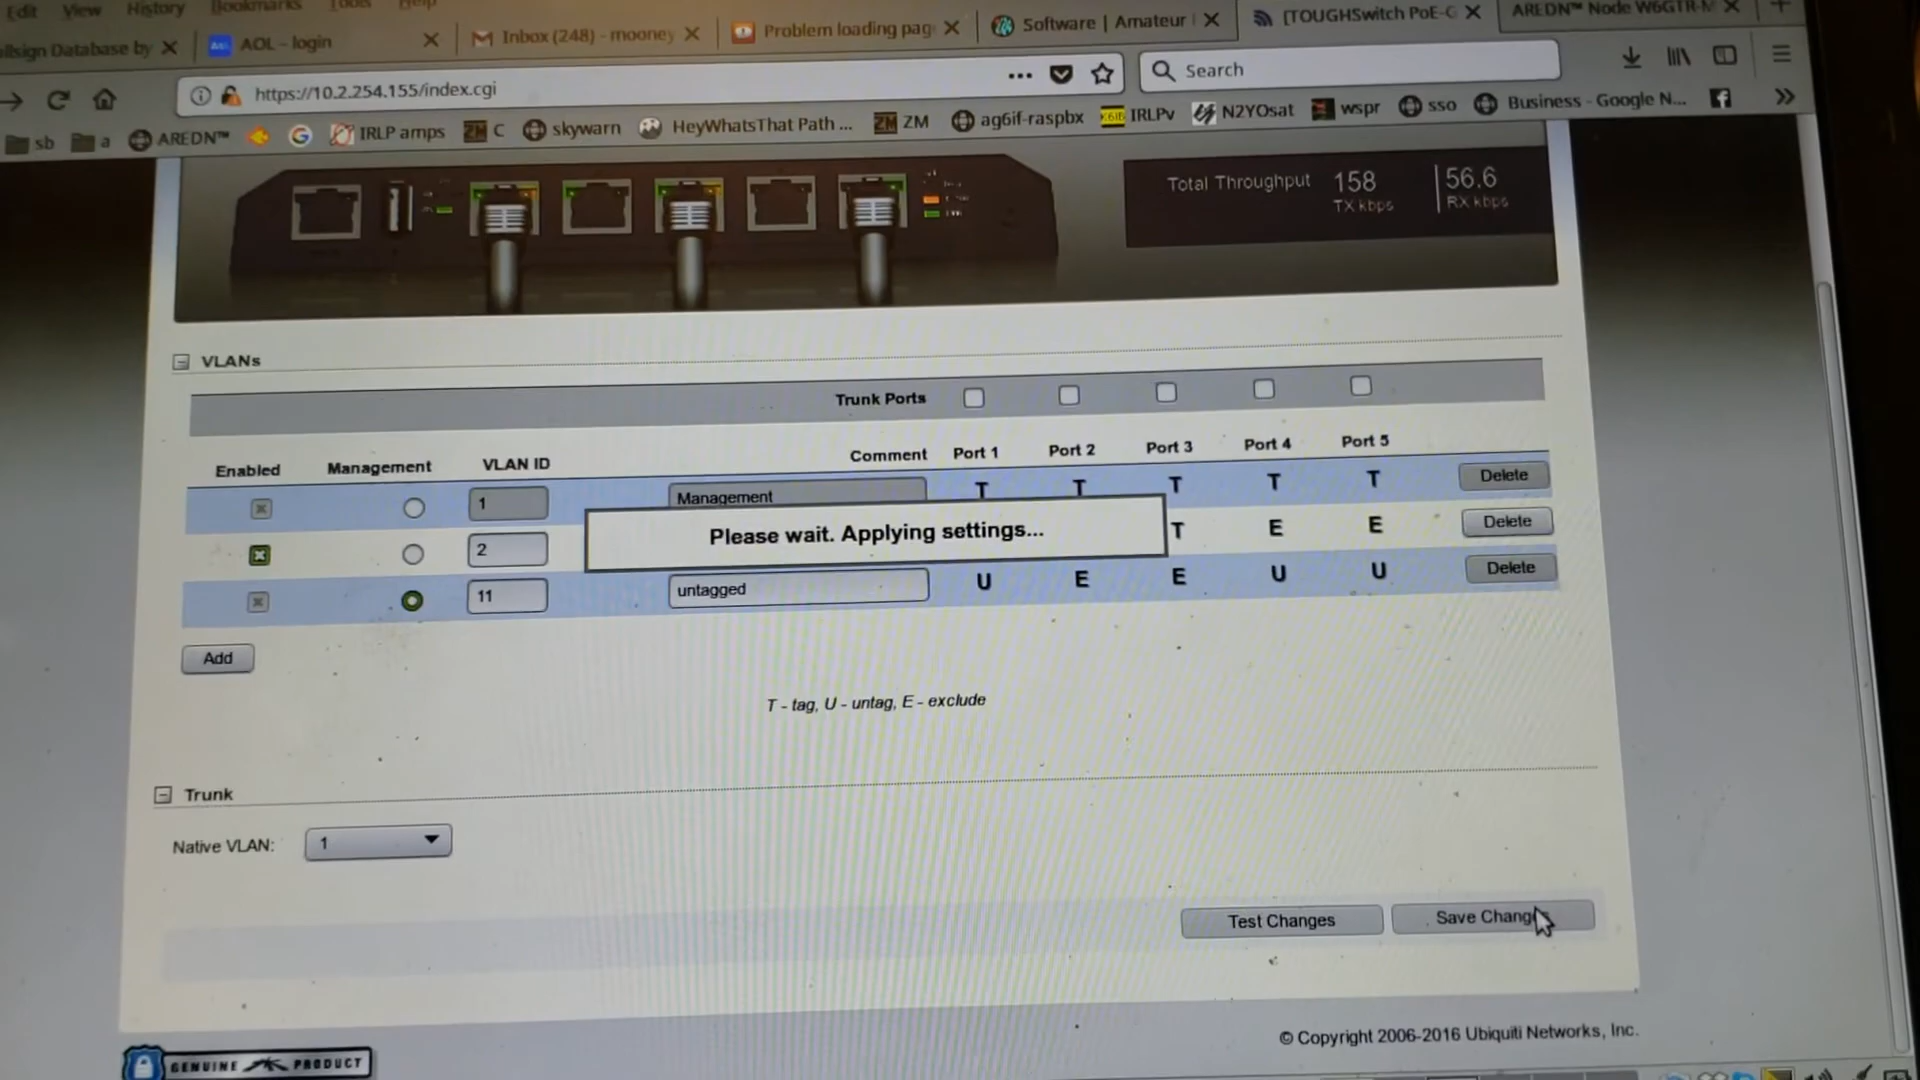 Edit View History Bookmarks Tools Help
llsign Database by
AOL - login
Inbox (248) - mooney
Problem loading pag
Software | Amateur
[TOUGHSwitch PoE-
AREDN™ Node W6GTR-M
https://10.2.254.155/index.cgi
Search
sb a AREDN™ IRLP amps C skywarn HeyWhatsThat Path ... ZM ag6if-raspbx IRLPv N2YOsat wspr sso Business - Google N...
Total Throughput 158 56.6
TX kbps RX kbps
VLANs
Trunk Ports
Enabled Management VLAN ID Comment Port 1 Port 2 Port 3 Port 4 Port 5
1 Management T T T T T Delete
2 T E E Delete
Please wait. Applying settings...
11 untagged U E E U U Delete
Add
T - tag, U - untag, E - exclude
Trunk
Native VLAN: 1
Test Changes Save Chang
© Copyright 2006-2016 Ubiquiti Networks, Inc.
GENUINE PRODUCT